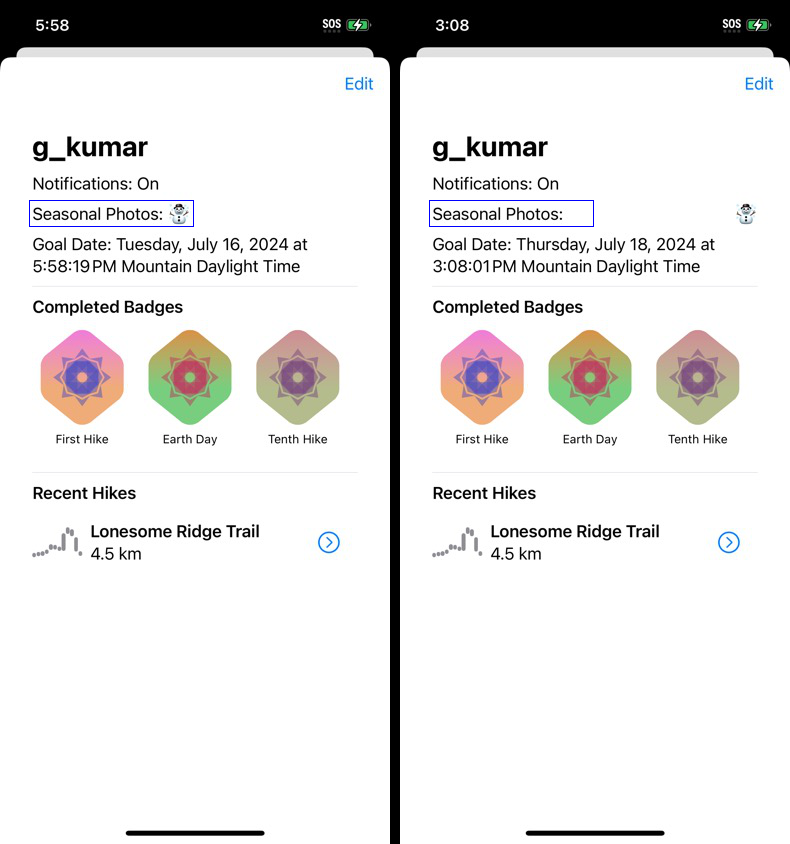 5:58
SOS
Edit
g_kumar
Notifications: On
Seasonal Photos: ☃️
Goal Date: Tuesday, July 16, 2024 at
5:58:19 PM Mountain Daylight Time
Completed Badges
First Hike
Earth Day
Tenth Hike
Recent Hikes
Lonesome Ridge Trail
4.5 km
3:08
SOS
Edit
g_kumar
Notifications: On
Seasonal Photos: ☃️
Goal Date: Thursday, July 18, 2024 at
3:08:01 PM Mountain Daylight Time
Completed Badges
First Hike
Earth Day
Tenth Hike
Recent Hikes
Lonesome Ridge Trail
4.5 km